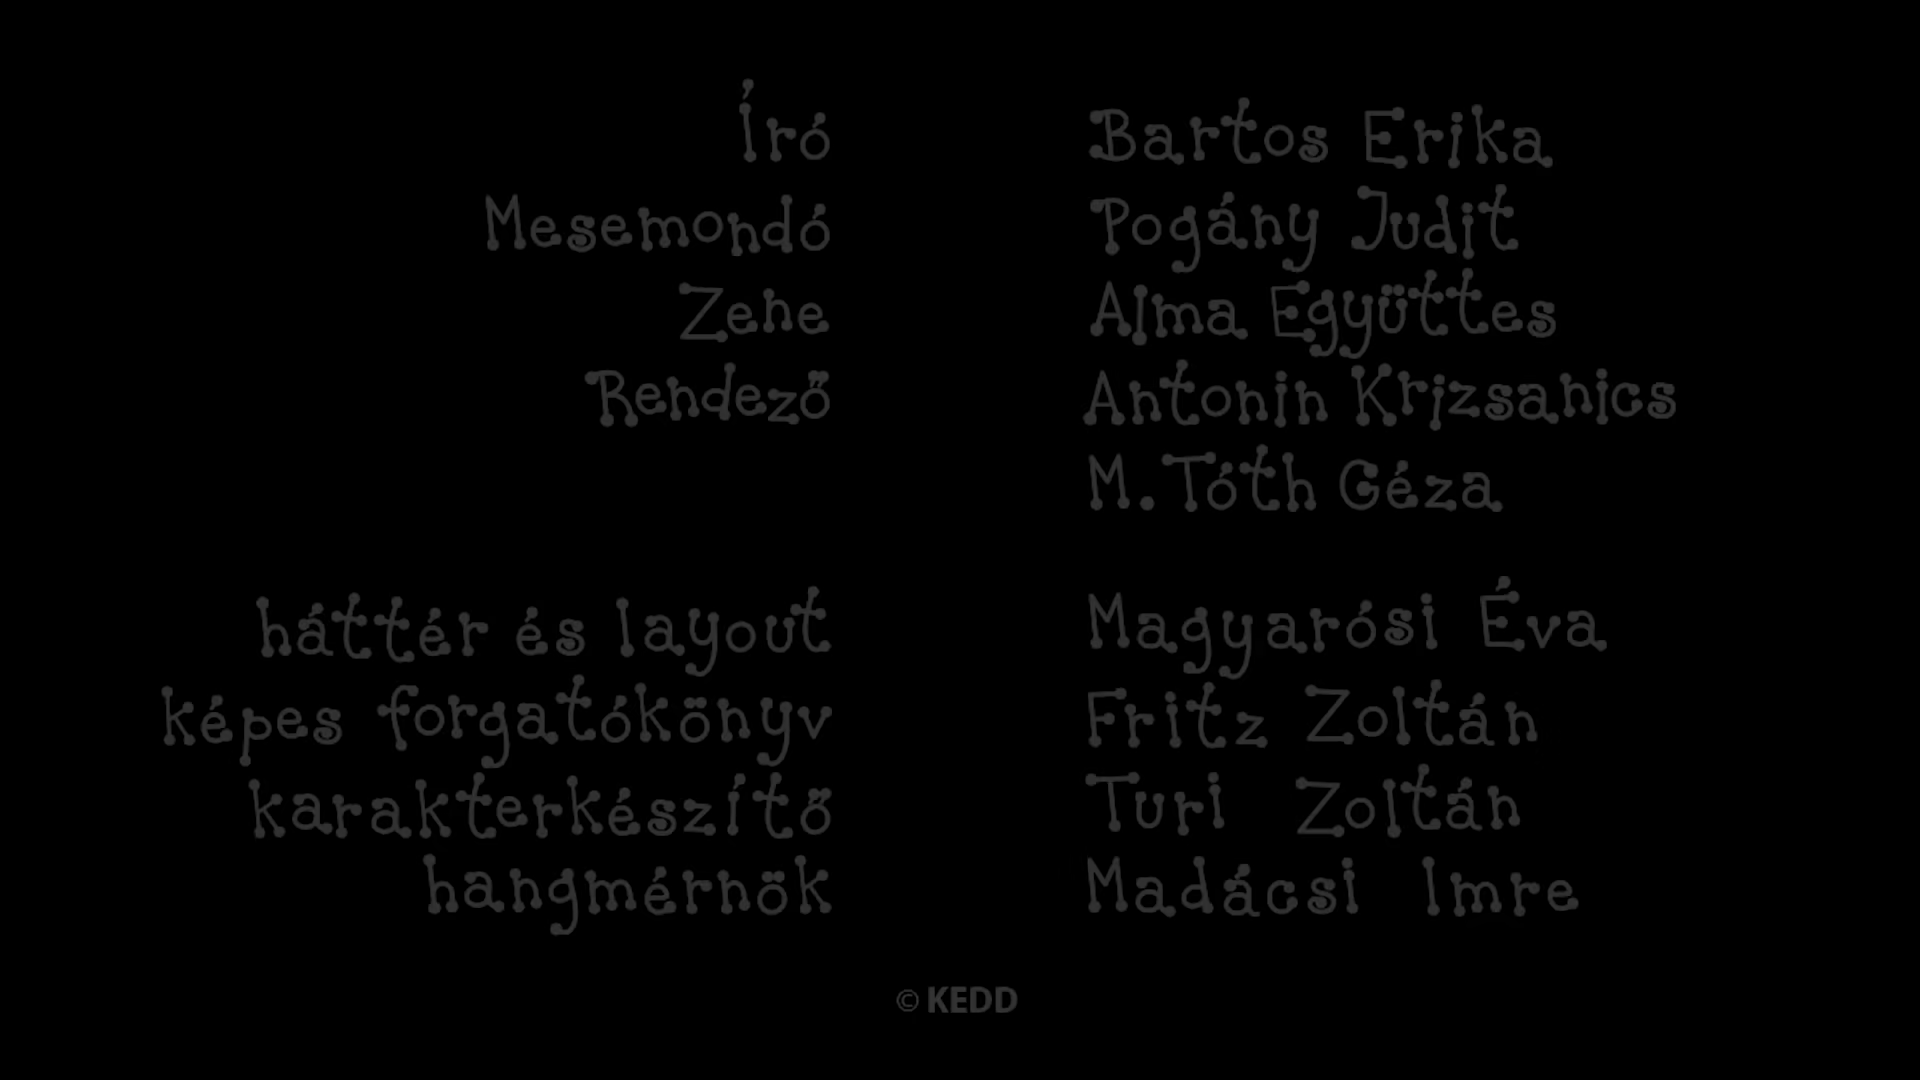 Író Bartos Erika
Mesemondó Pogány Judit
Zene Alma Együttes
Rendező Antonin Krizsanics
M. Tóth Géza
háttér és layout Magyarósi Éva
képes forgatókönyv Fritz Zoltán
karakterkészítő Turi Zoltán
hangmérnök Madácsi Imre
© KEDD